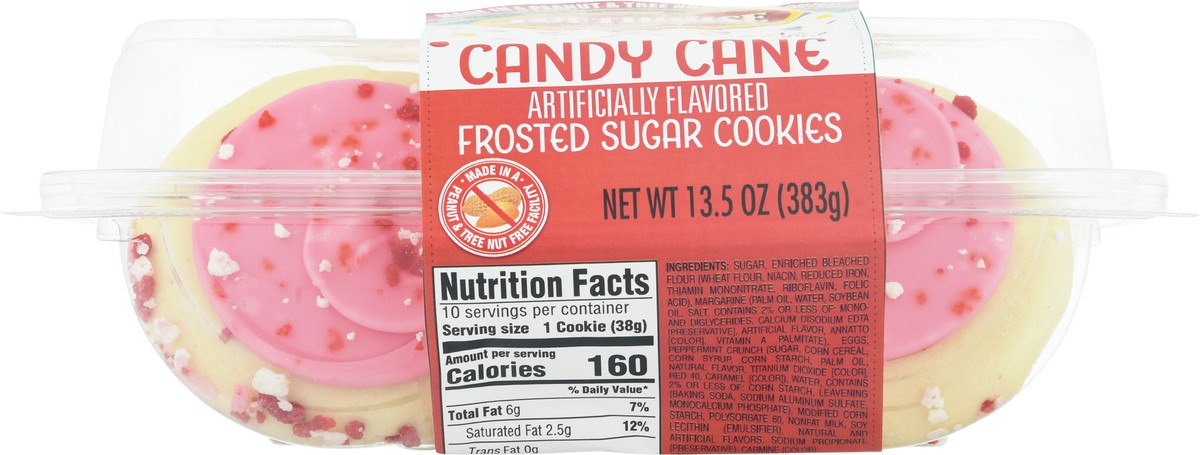 MADE IN A PEANUT & TREE NUT
CANDY CANE
ARTIFICIALLY FLAVORED
FROSTED SUGAR COOKIES
• MADE IN A •
PEANUT & TREE NUT FREE FACILITY
NET WT 13.5 OZ (383g)
Nutrition Facts
10 servings per container
Serving size 1 Cookie (38g)
Amount per serving
Calories 160
% Daily Value*
Total Fat 6g 7%
Saturated Fat 2.5g 12%
Trans Fat 0g
INGREDIENTS: SUGAR, ENRICHED BLEACHED
FLOUR (WHEAT FLOUR, NIACIN, REDUCED IRON,
THIAMIN MONONITRATE, RIBOFLAVIN, FOLIC
ACID), MARGARINE (PALM OIL, WATER, SOYBEAN
OIL, SALT, CONTAINS 2% OR LESS OF: MONO-
AND DIGLYCERIDES, CALCIUM DISODIUM EDTA
[PRESERVATIVE], ARTIFICIAL FLAVOR, ANNATTO
[COLOR], VITAMIN A PALMITATE), EGGS,
PEPPERMINT CRUNCH (SUGAR, CORN CEREAL,
CORN SYRUP, CORN STARCH, PALM OIL,
NATURAL FLAVOR, TITANIUM DIOXIDE [COLOR],
RED 40, CARAMEL [COLOR]), WATER, CONTAINS
2% OR LESS OF: CORN STARCH, LEAVENING
(BAKING SODA, SODIUM ALUMINUM SULFATE,
MONOCALCIUM PHOSPHATE), MODIFIED CORN
STARCH, POLYSORBATE 60, NONFAT MILK, SOY
LECITHIN (EMULSIFIER), NATURAL AND
ARTIFICIAL FLAVORS, SODIUM PROPIONATE
(PRESERVATIVE), CARMINE (COLOR)